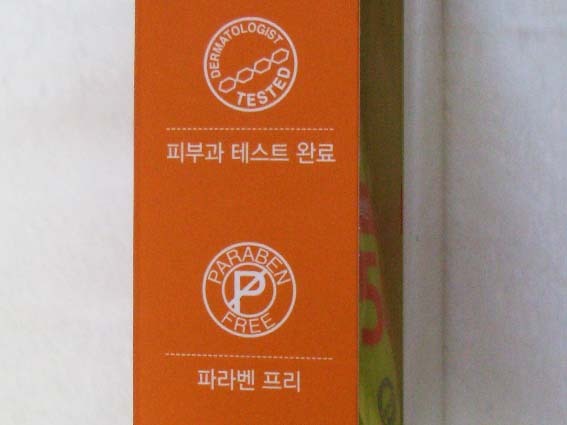 DERMATOLOGIST
TESTED
피부과 테스트 완료
PARABEN
P
FREE
파라벤 프리